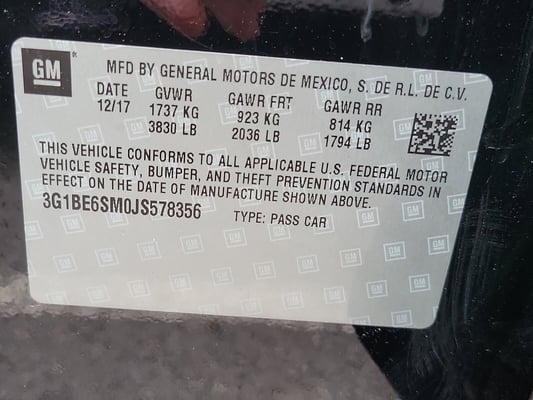 GM
MFD BY GENERAL MOTORS DE MEXICO, S. DE R.L. DE C.V.
DATE GVWR GAWR FRT GAWR RR
12/17 1737 KG 923 KG 814 KG
3830 LB 2036 LB 1794 LB
THIS VEHICLE CONFORMS TO ALL APPLICABLE U.S. FEDERAL MOTOR
VEHICLE SAFETY, BUMPER, AND THEFT PREVENTION STANDARDS IN
EFFECT ON THE DATE OF MANUFACTURE SHOWN ABOVE.
3G1BE6SM0JS578356 TYPE: PASS CAR